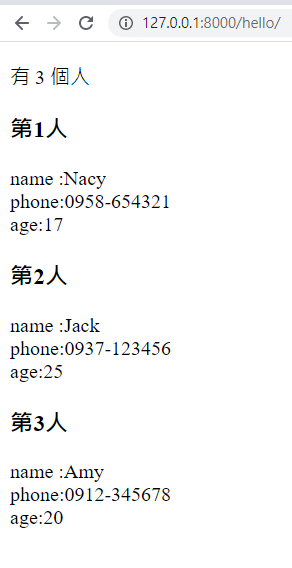 127.0.0.1:8000/hello/
有 3 個人
第1人
name :Nacy
phone:0958-654321
age:17
第2人
name :Jack
phone:0937-123456
age:25
第3人
name :Amy
phone:0912-345678
age:20